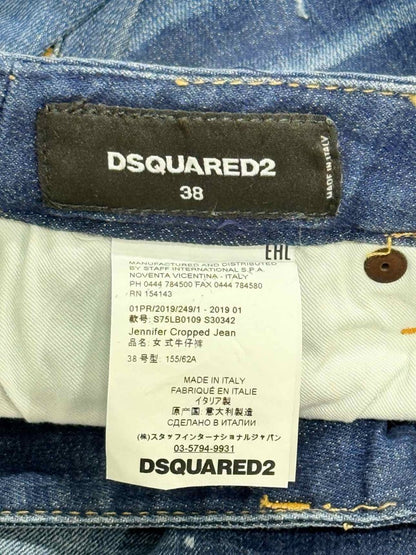 DSQUARED2
38
MADE IN ITALY
EAC
MANUFACTURED AND DISTRIBUTED
BY STAFF INTERNATIONAL S.P.A.
NOVENTA VICENTINA - ITALY
PH 0444 784500 FAX 0444 784580
RN 154143
01PR/2019/249/1 - 2019 01
款号: S75LB0109 S30342
Jennifer Cropped Jean
品名: 女式牛仔裤
38 号型: 155/62A
MADE IN ITALY
FABRIQUÉ EN ITALIE
イタリア製
原产国 意大利製造
СДЕЛАНО В ИТАЛИИ
(株)スタッフインターナショナルジャパン
03-5794-9931
DSQUARED2